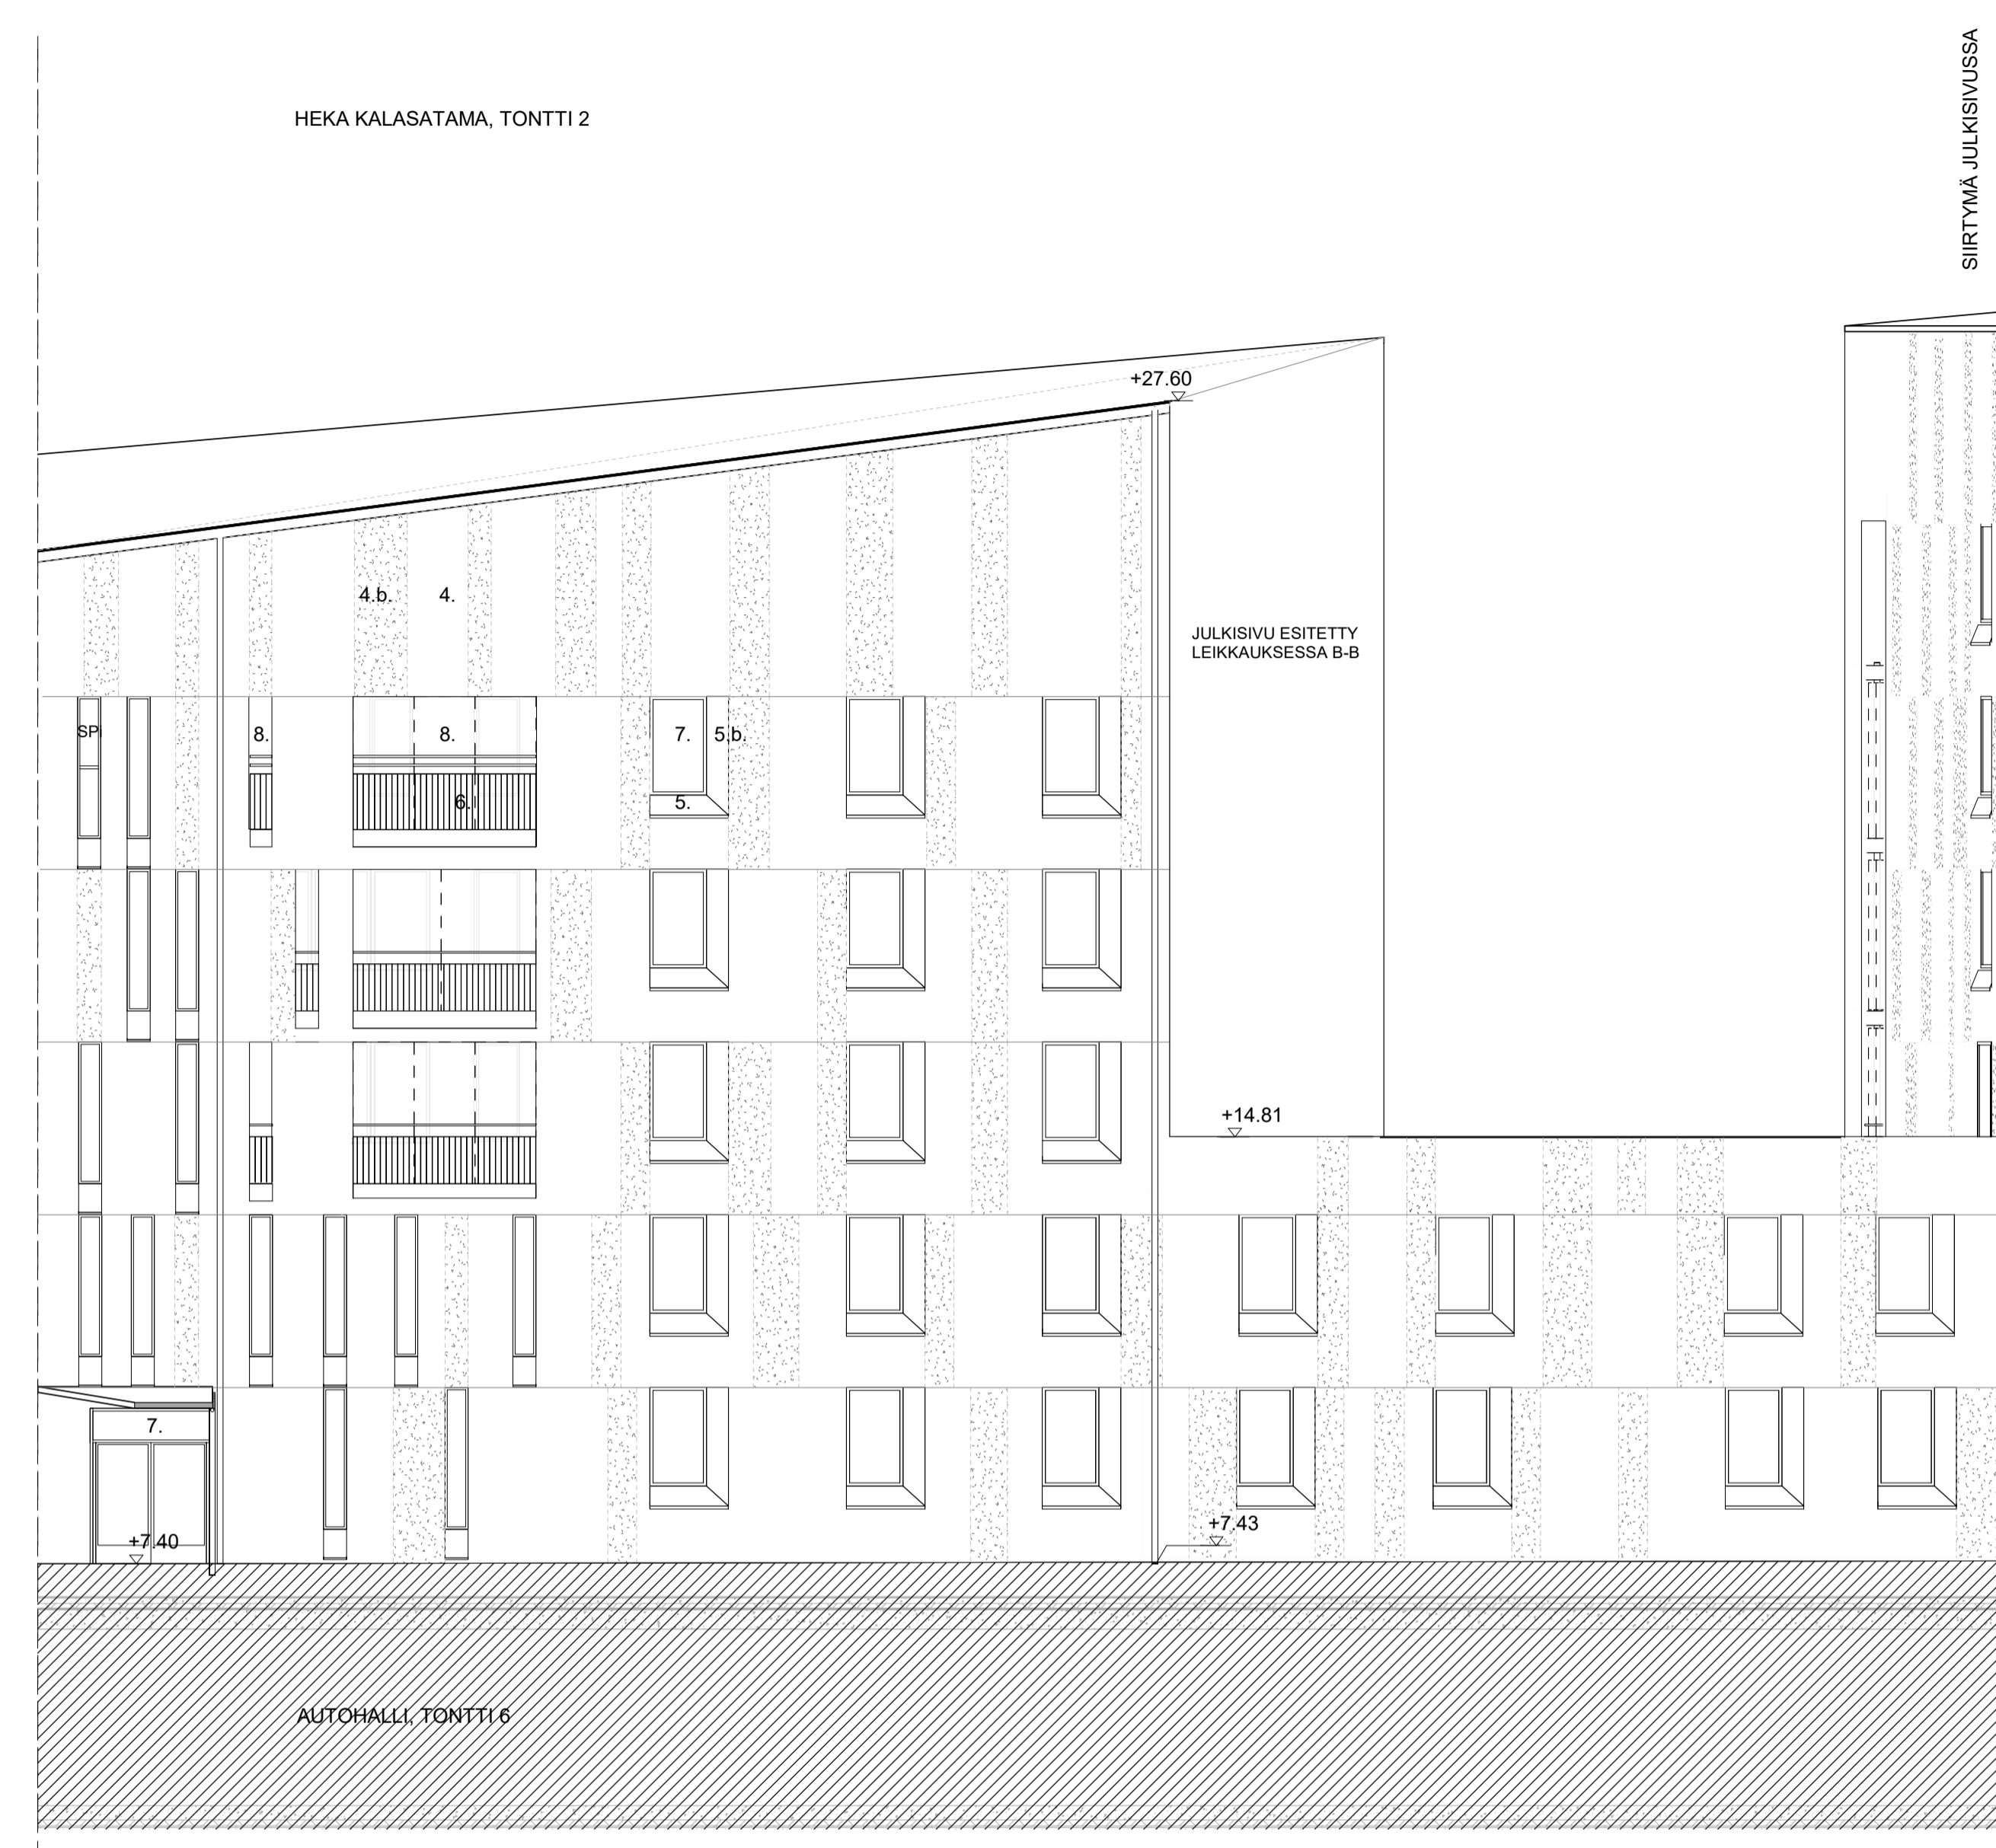 SIIRTYMÄ JULKISIVUSSA
HEKA KALASATAMA, TONTTI 2
+27.60
4.b. 4.
JULKISIVU ESITETTY
LEIKKAUKSESSA B-B
SPi 8. 8. 7. 5.b.
6. 5.
+14.81
7.
+7.43
+7.40
AUTOHALLI, TONTTI 6